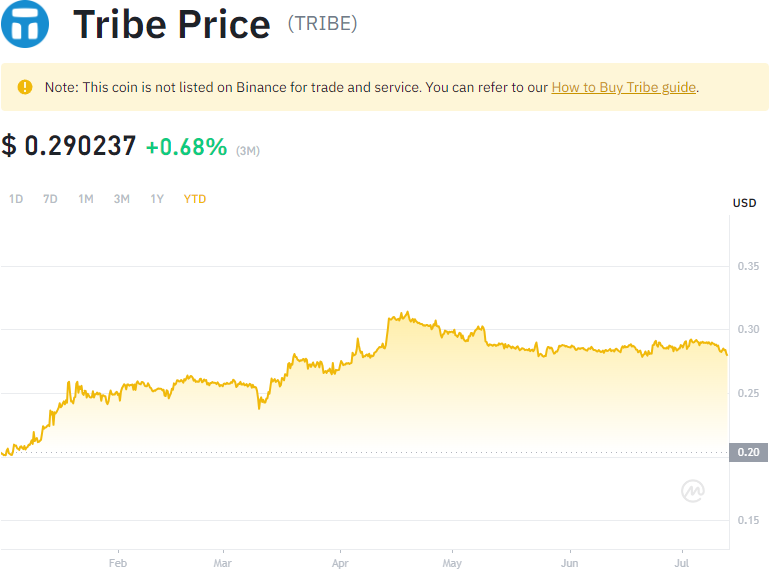 Tribe Price (TRIBE)
Note: This coin is not listed on Binance for trade and service. You can refer to our How to Buy Tribe guide.
$ 0.290237 +0.68% (3M)
1D 7D 1M 3M 1Y YTD
USD
0.35
0.30
0.25
0.20
0.15
Feb Mar Apr May Jun Jul